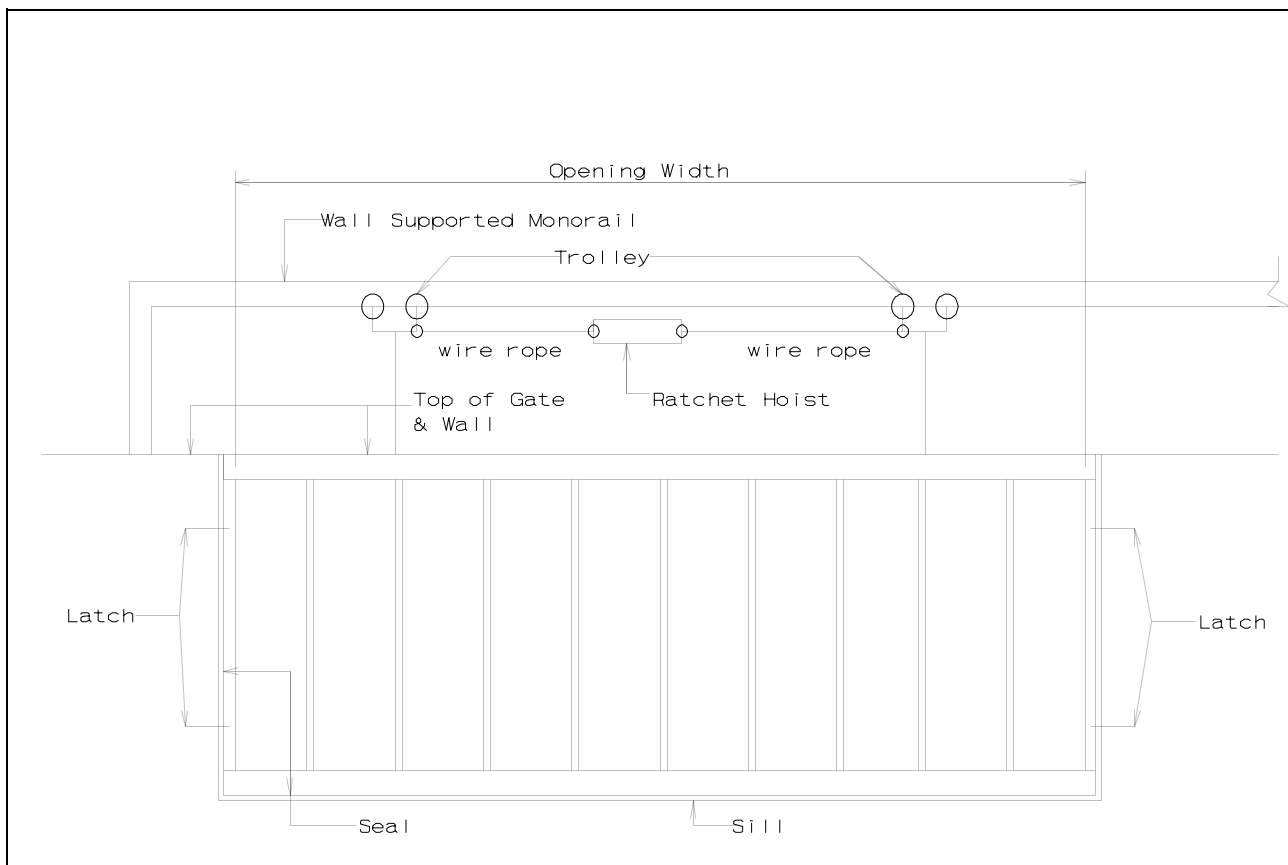 Opening Width
Wall Supported Monorail
Trolley
wire rope
wire rope
Top of Gate
& Wall
Ratchet Hoist
Latch
Latch
Seal
Sill